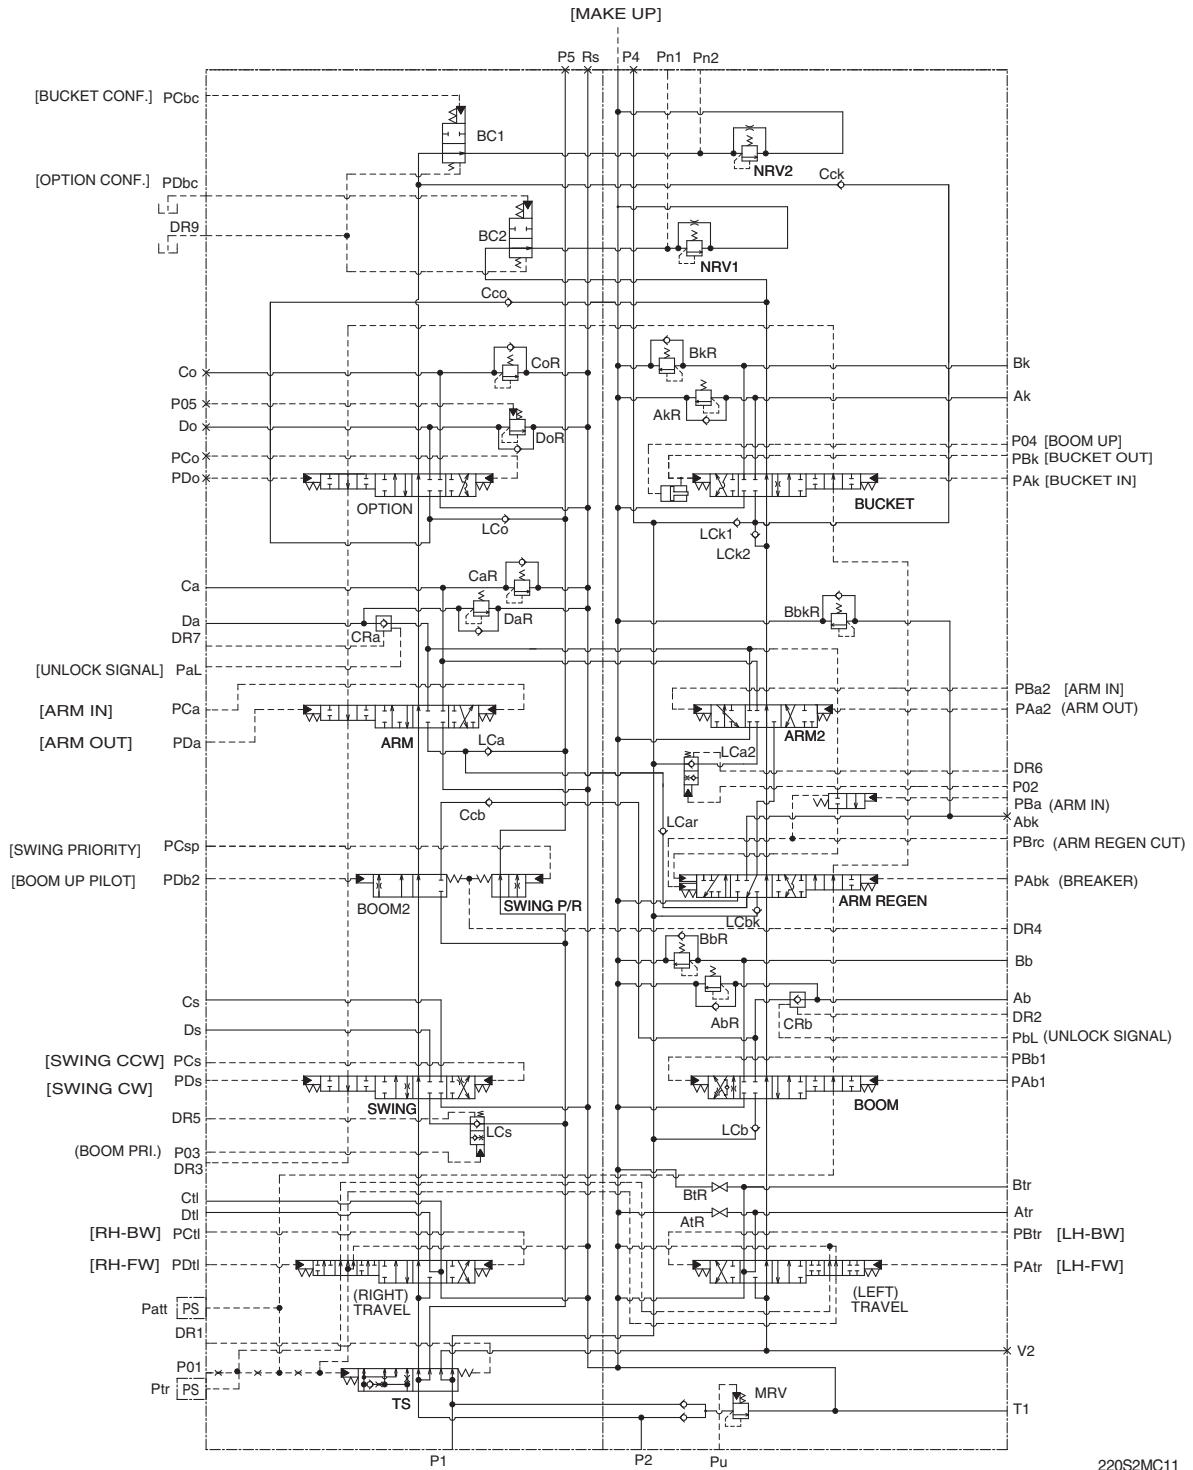 [MAKE UP]
P5 Rs P4 Pn1 Pn2
[BUCKET CONF.] PCbc
BC1
NRV2
Cck
[OPTION CONF.] PDbc
DR9
BC2
NRV1
Cco
CoR
BkR
Co
Bk
AkR
Ak
P05
Do
DoR
P04 [BOOM UP]
PCo
PBk [BUCKET OUT]
PDo
PAk [BUCKET IN]
OPTION
BUCKET
LCo
LCk1
LCk2
CaR
Ca
BbkR
Da
DaR
DR7
CRa
[UNLOCK SIGNAL] PaL
PBa2 [ARM IN]
[ARM IN] PCa
PAa2 (ARM OUT)
[ARM OUT] PDa
ARM
ARM2
LCa
LCa2
DR6
P02
Ccb
PBa (ARM IN)
LCar
Abk
[SWING PRIORITY] PCsp
PBrc (ARM REGEN CUT)
[BOOM UP PILOT] PDb2
PAbk (BREAKER)
BOOM2
SWING P/R
ARM REGEN
LCbk
DR4
BbR
Bb
Cs
Ab
AbR
CRb
DR2
Ds
PbL (UNLOCK SIGNAL)
[SWING CCW] PCs
PBb1
[SWING CW] PDs
PAb1
SWING
BOOM
DR5
LCs
LCb
(BOOM PRI.) P03
DR3
BtR
Btr
Ctl
Dtl
AtR
Atr
[RH-BW] PCtl
PBtr [LH-BW]
[RH-FW] PDtl
PAtr [LH-FW]
(RIGHT)
TRAVEL
(LEFT)
TRAVEL
Patt PS
DR1
V2
P01
Ptr PS
TS
MRV
T1
P1 P2 Pu
220S2MC11